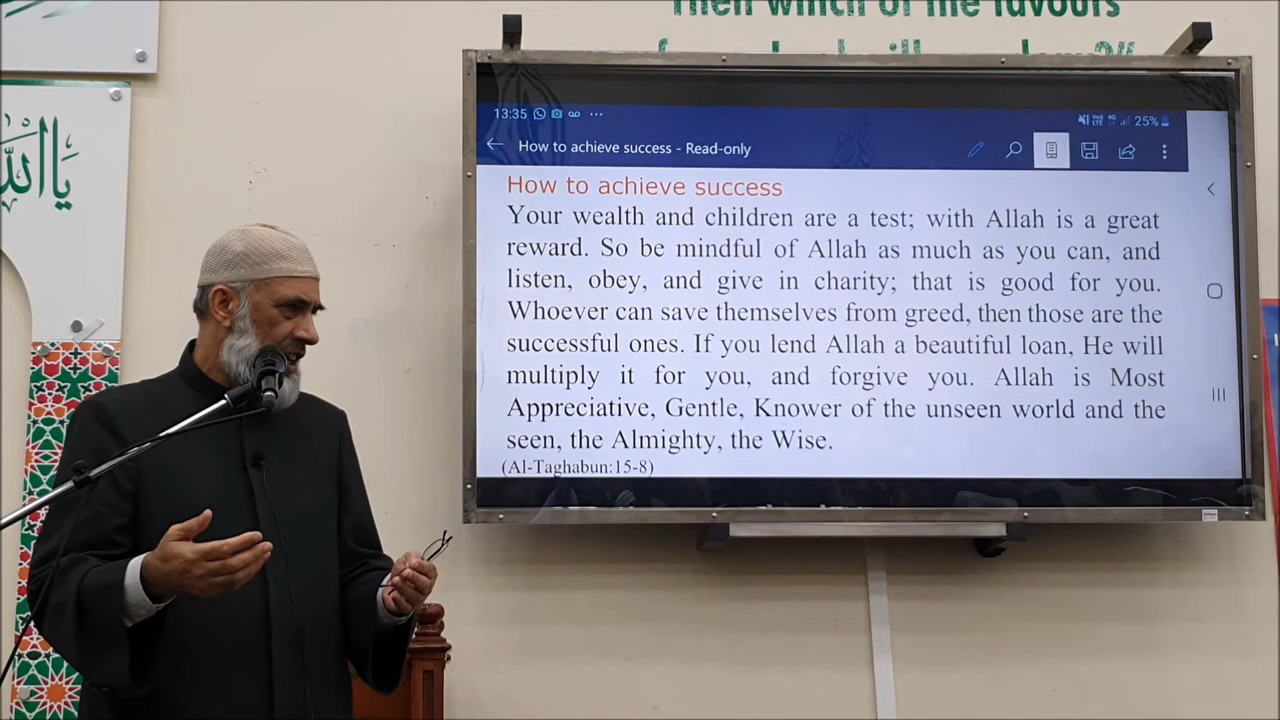 Then which of the favours
يا الله
13:35
25%
How to achieve success - Read-only
How to achieve success
Your wealth and children are a test; with Allah is a great
reward. So be mindful of Allah as much as you can, and
listen, obey, and give in charity; that is good for you.
Whoever can save themselves from greed, then those are the
successful ones. If you lend Allah a beautiful loan, He will
multiply it for you, and forgive you. Allah is Most
Appreciative, Gentle, Knower of the unseen world and the
seen, the Almighty, the Wise.
(Al-Taghabun:15-8)